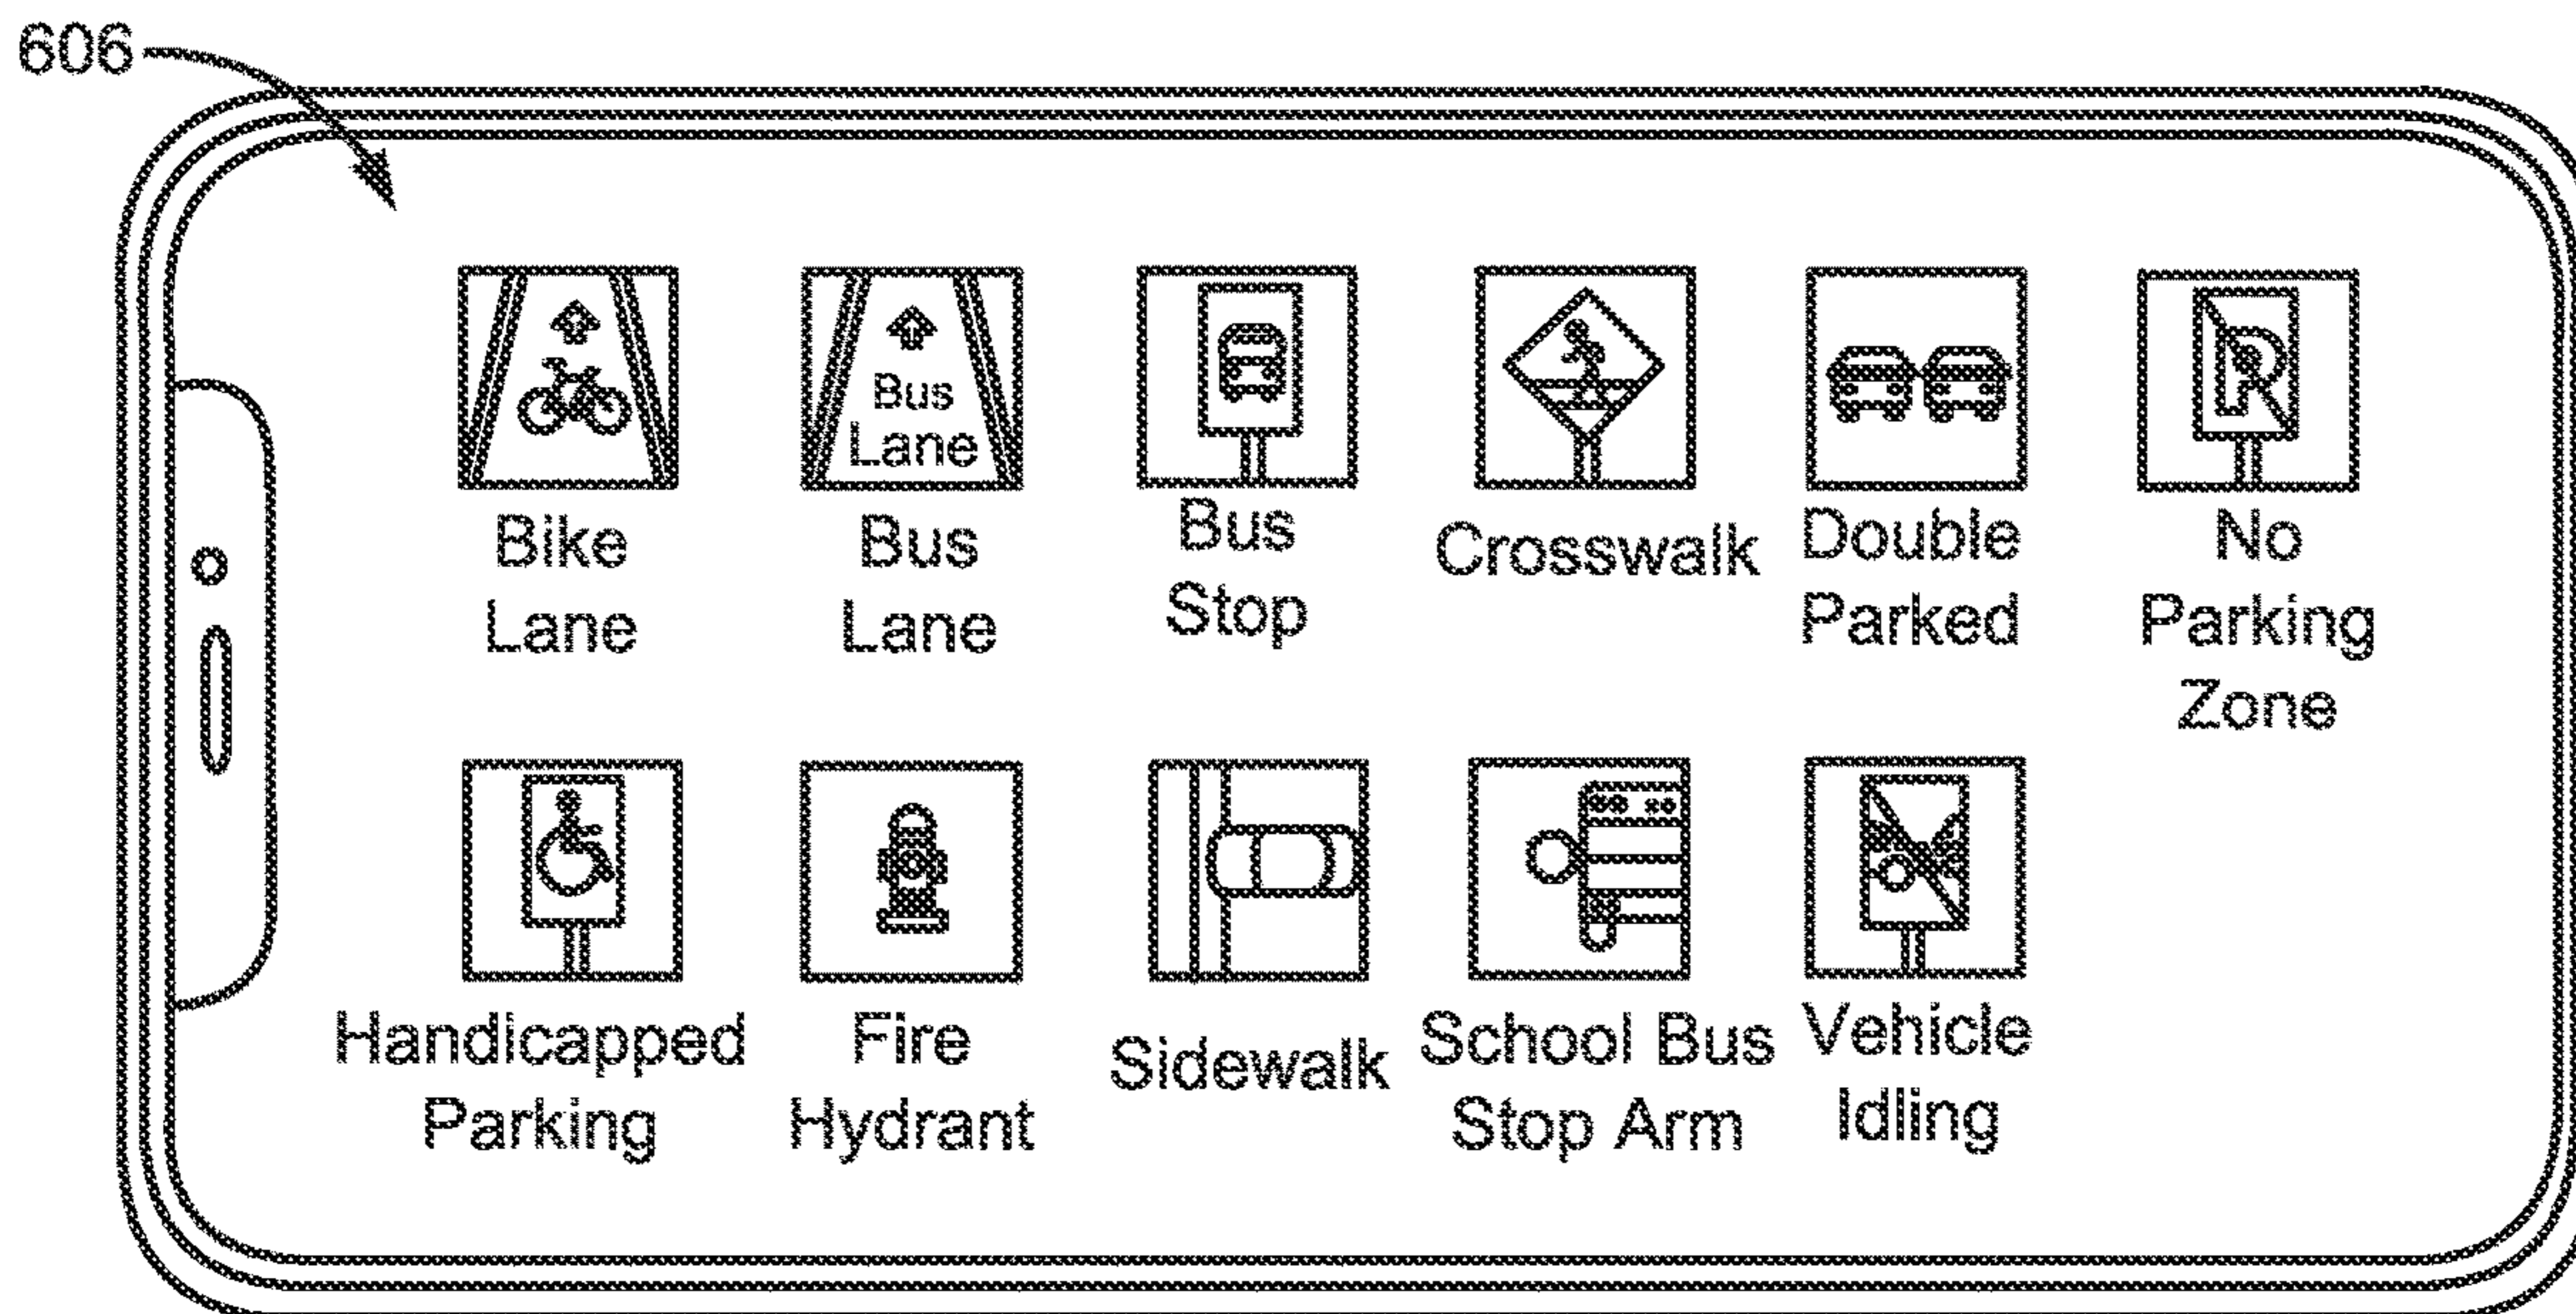 606
Bus
Lane
Bike
Lane
Bus
Lane
Bus
Stop
Crosswalk
Double
Parked
No
Parking
Zone
Handicapped
Parking
Fire
Hydrant
Sidewalk
School Bus
Stop Arm
Vehicle
Idling